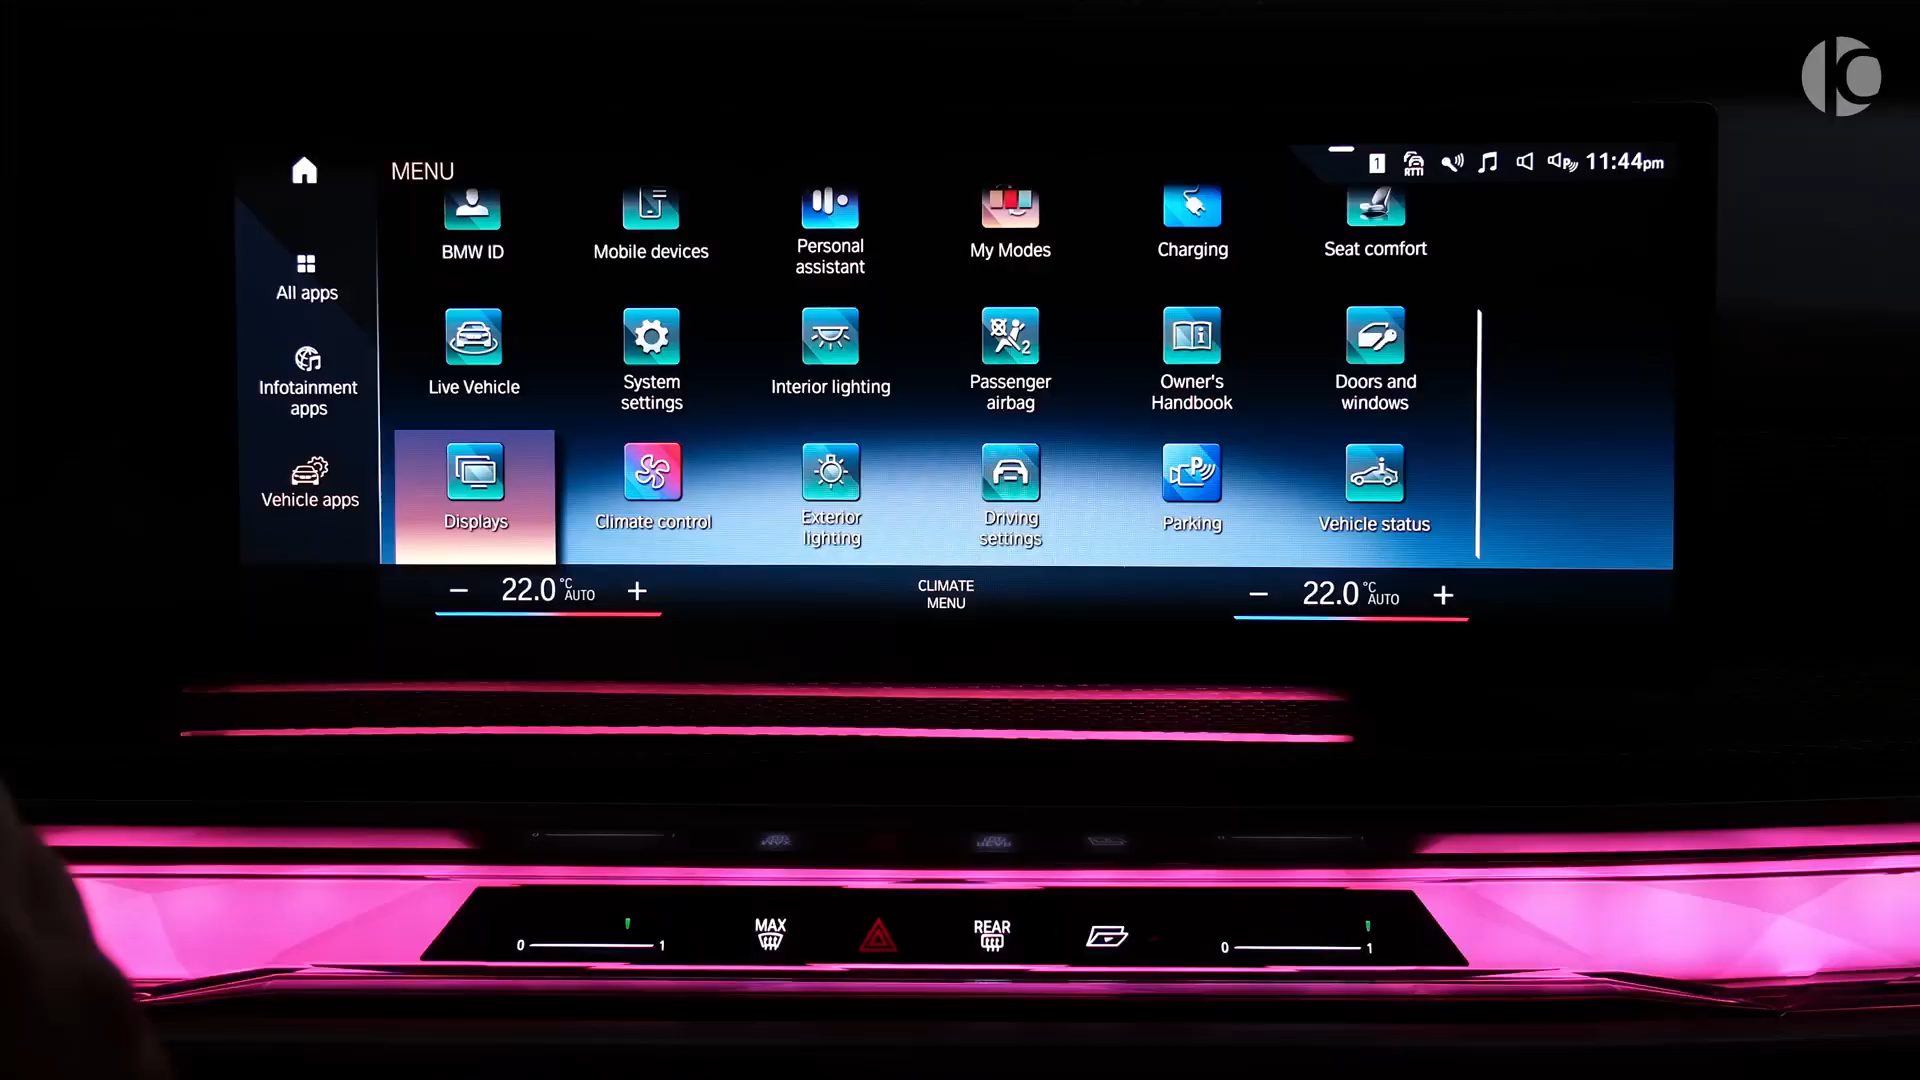 MENU
1
RTTI
P
11:44pm
BMW ID
Mobile devices
Personal
assistant
My Modes
Charging
Seat comfort
All apps
Infotainment
apps
Vehicle apps
Live Vehicle
System
settings
Interior lighting
Passenger
airbag
2
Owner's
Handbook
i
Doors and
windows
Displays
Climate control
Exterior
lighting
Driving
settings
P
Parking
Vehicle status
− 22.0 °C AUTO +
CLIMATE
MENU
− 22.0 °C AUTO +
0 1
MAX
REAR
0 1